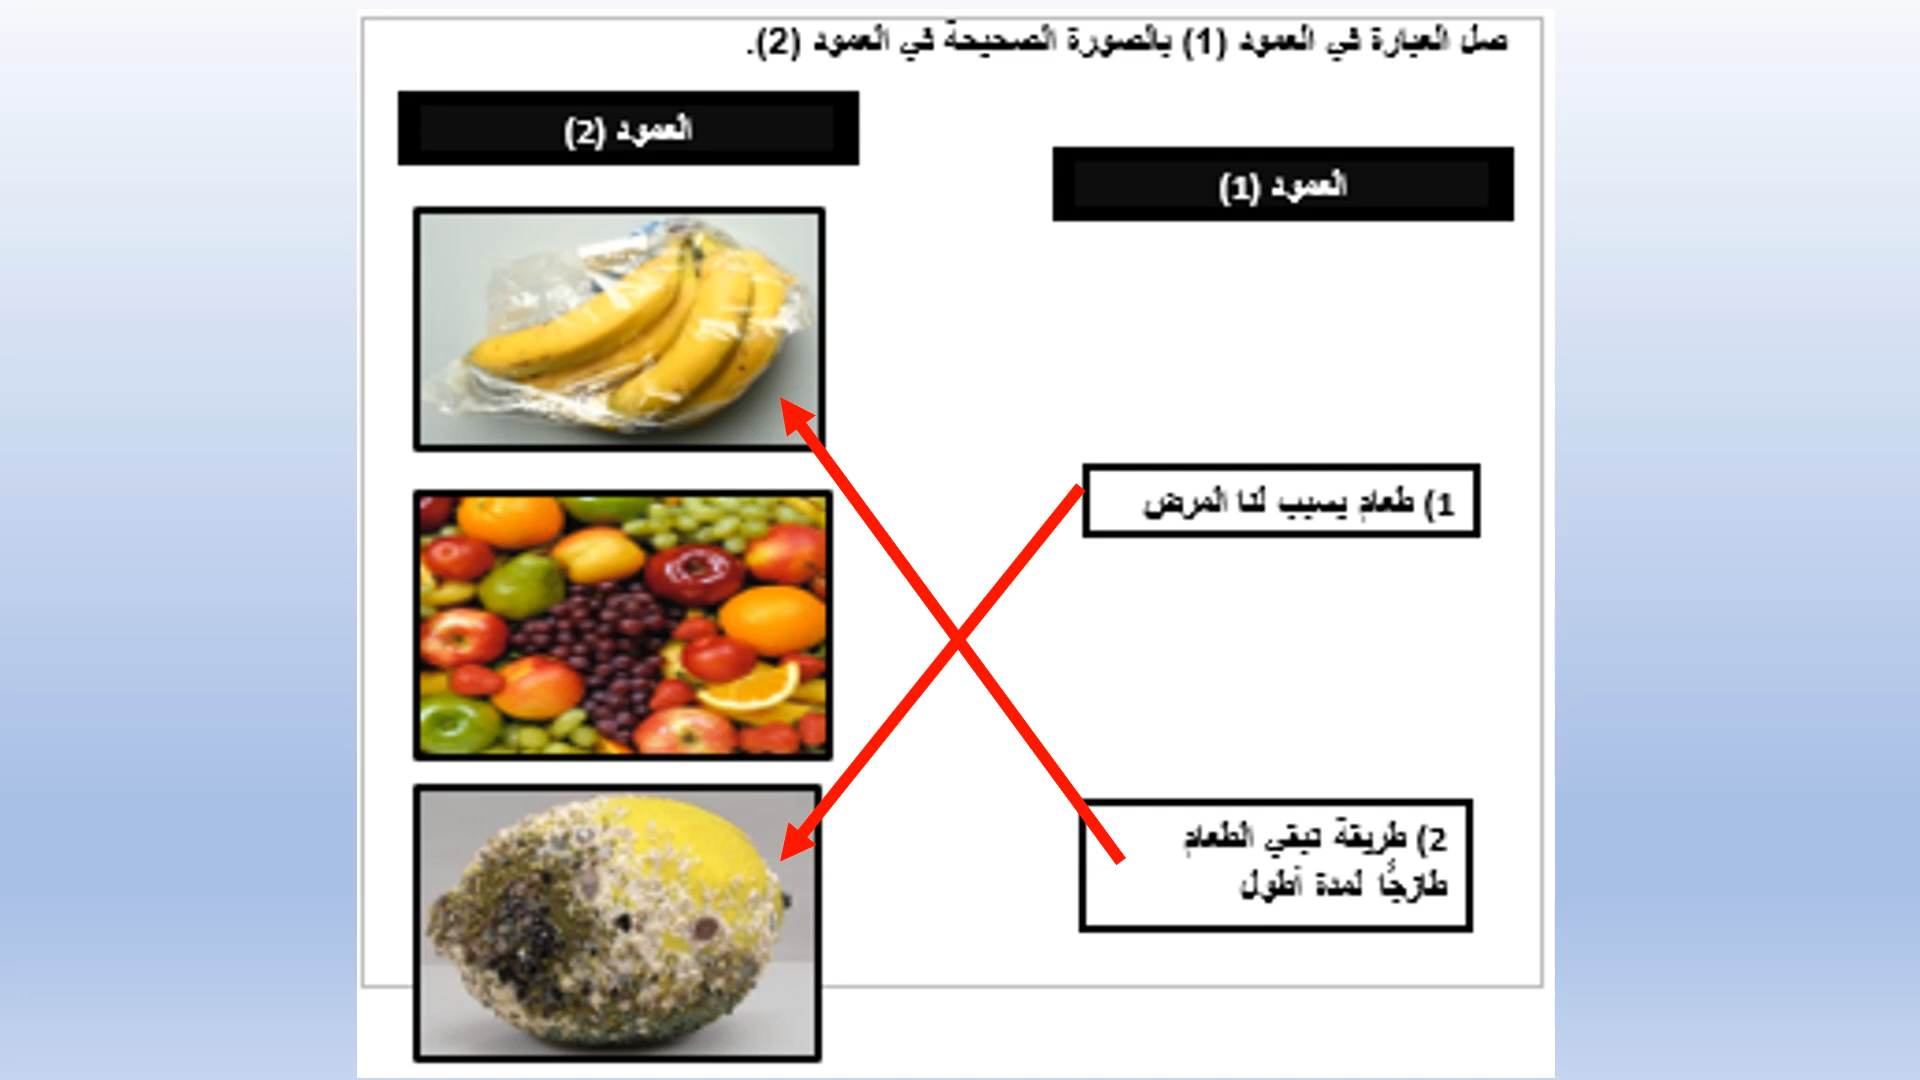 صل العبارة في العمود (1) بالصورة الصحيحة في العمود (2).
العمود (1)
العمود (2)
1) طعام يسبب لنا المرض
2) طريقة تبقي الطعام
طازجًا لمدة أطول